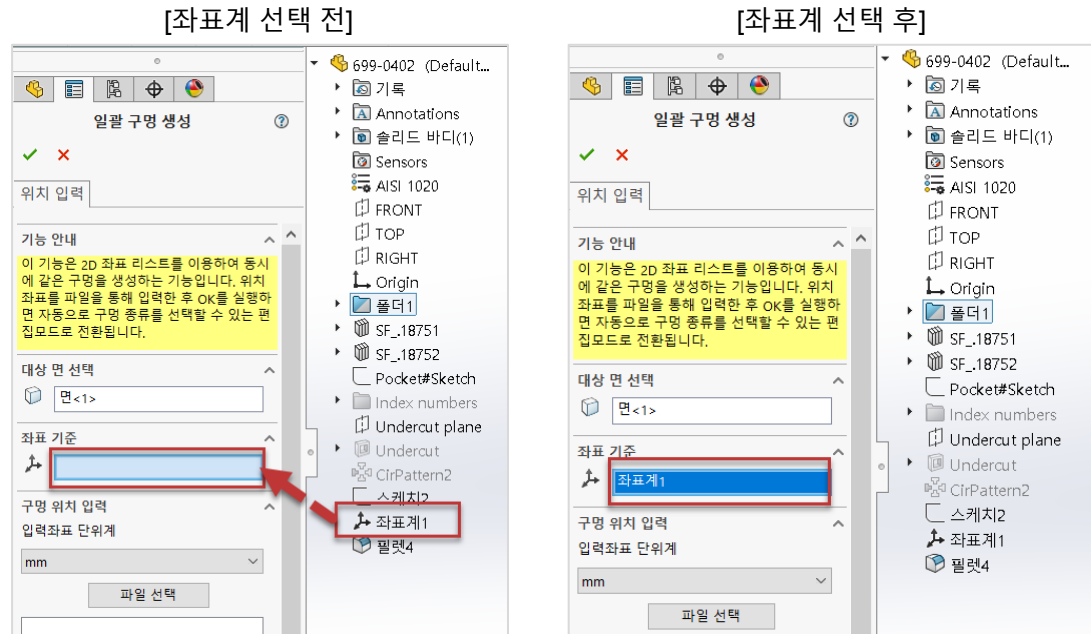 [좌표계 선택 전]
699-0402 (Default...
기록
Annotations
솔리드 바디(1)
Sensors
AISI 1020
FRONT
TOP
RIGHT
Origin
폴더1
SF_.18751
SF_.18752
Pocket#Sketch
Index numbers
Undercut plane
Undercut
CirPattern2
스케치2
좌표계1
필렛4
일괄 구멍 생성
위치 입력
기능 안내
이 기능은 2D 좌표 리스트를 이용하여 동시
에 같은 구멍을 생성하는 기능입니다. 위치
좌표를 파일을 통해 입력한 후 OK를 실행하
면 자동으로 구멍 종류를 선택할 수 있는 편
집모드로 전환됩니다.
대상 면 선택
면<1>
좌표 기준
구멍 위치 입력
입력좌표 단위계
mm
파일 선택
[좌표계 선택 후]
699-0402 (Default...
기록
Annotations
솔리드 바디(1)
Sensors
AISI 1020
FRONT
TOP
RIGHT
Origin
폴더1
SF_.18751
SF_.18752
Pocket#Sketch
Index numbers
Undercut plane
Undercut
CirPattern2
스케치2
좌표계1
필렛4
일괄 구멍 생성
위치 입력
기능 안내
이 기능은 2D 좌표 리스트를 이용하여 동시
에 같은 구멍을 생성하는 기능입니다. 위치
좌표를 파일을 통해 입력한 후 OK를 실행하
면 자동으로 구멍 종류를 선택할 수 있는 편
집모드로 전환됩니다.
대상 면 선택
면<1>
좌표 기준
좌표계1
구멍 위치 입력
입력좌표 단위계
mm
파일 선택